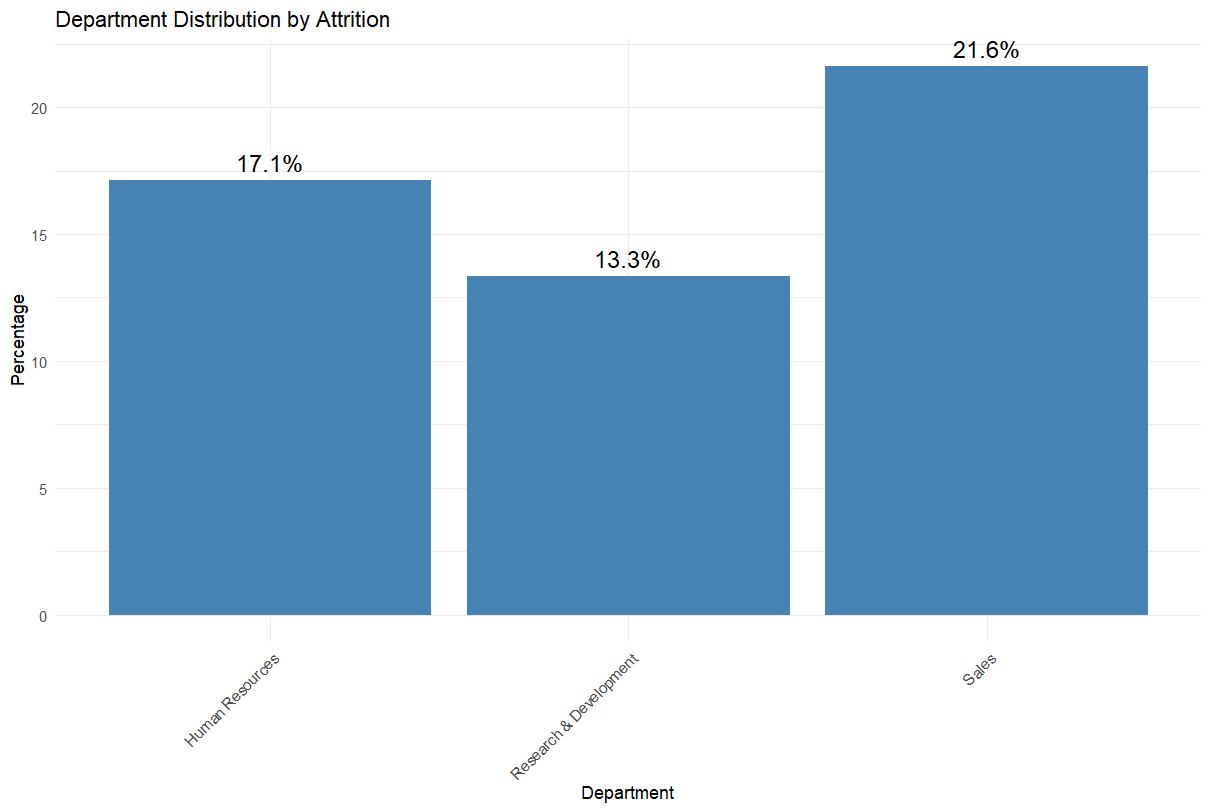 Department Distribution by Attrition
21.6%
17.1%
13.3%
20
15
10
5
0
Percentage
Human Resources
Research & Development
Sales
Department